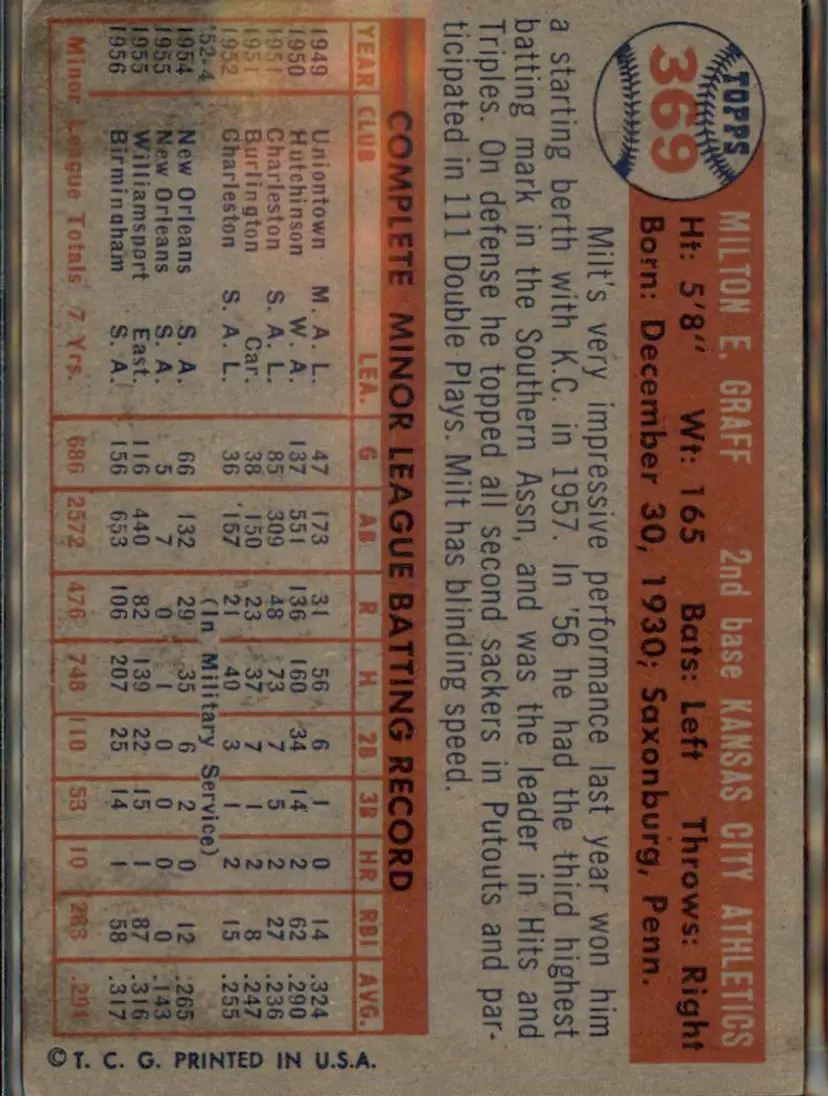 TOPPS
369
MILTON E. GRAFF 2nd base KANSAS CITY ATHLETICS
Ht: 5'8" Wt: 165 Bats: Left Throws: Right
Born: December 30, 1930; Saxonburg, Penn.
Milt's very impressive performance last year won him
a starting berth with K.C. in 1957. In '56 he had the third highest
batting mark in the Southern Assn, and was the leader in Hits and
Triples. On defense he topped all second sackers in Putouts and par-
ticipated in 111 Double Plays. Milt has blinding speed.
COMPLETE MINOR LEAGUE BATTING RECORD
YEAR CLUB LEA. G AB R H 2B 3B HR RBI AVG.
1949 Uniontown M. A. L. 47 173 31 56 6 1 0 14 .324
1950 Hutchinson W. A. 137 551 136 160 34 14 2 62 .290
1951 Charleston S. A. L. 85 309 48 73 7 5 2 27 .236
1951 Burlington Car. 38 150 23 37 7 1 2 8 .247
1952 Charleston S. A. L. 36 157 21 40 3 1 2 15 .255
'52-4 (In Military Service)
1954 New Orleans S. A. 66 132 29 35 6 2 0 12 .265
1955 New Orleans S. A. 5 7 0 1 0 0 0 0 .143
1955 Williamsport East. 116 440 82 139 22 15 1 87 .316
1956 Birmingham S. A. 156 653 106 207 25 14 1 58 .317
Minor League Totals 7 Yrs. 686 2572 476 748 110 53 10 283 .291
© T. C. G. PRINTED IN U.S.A.